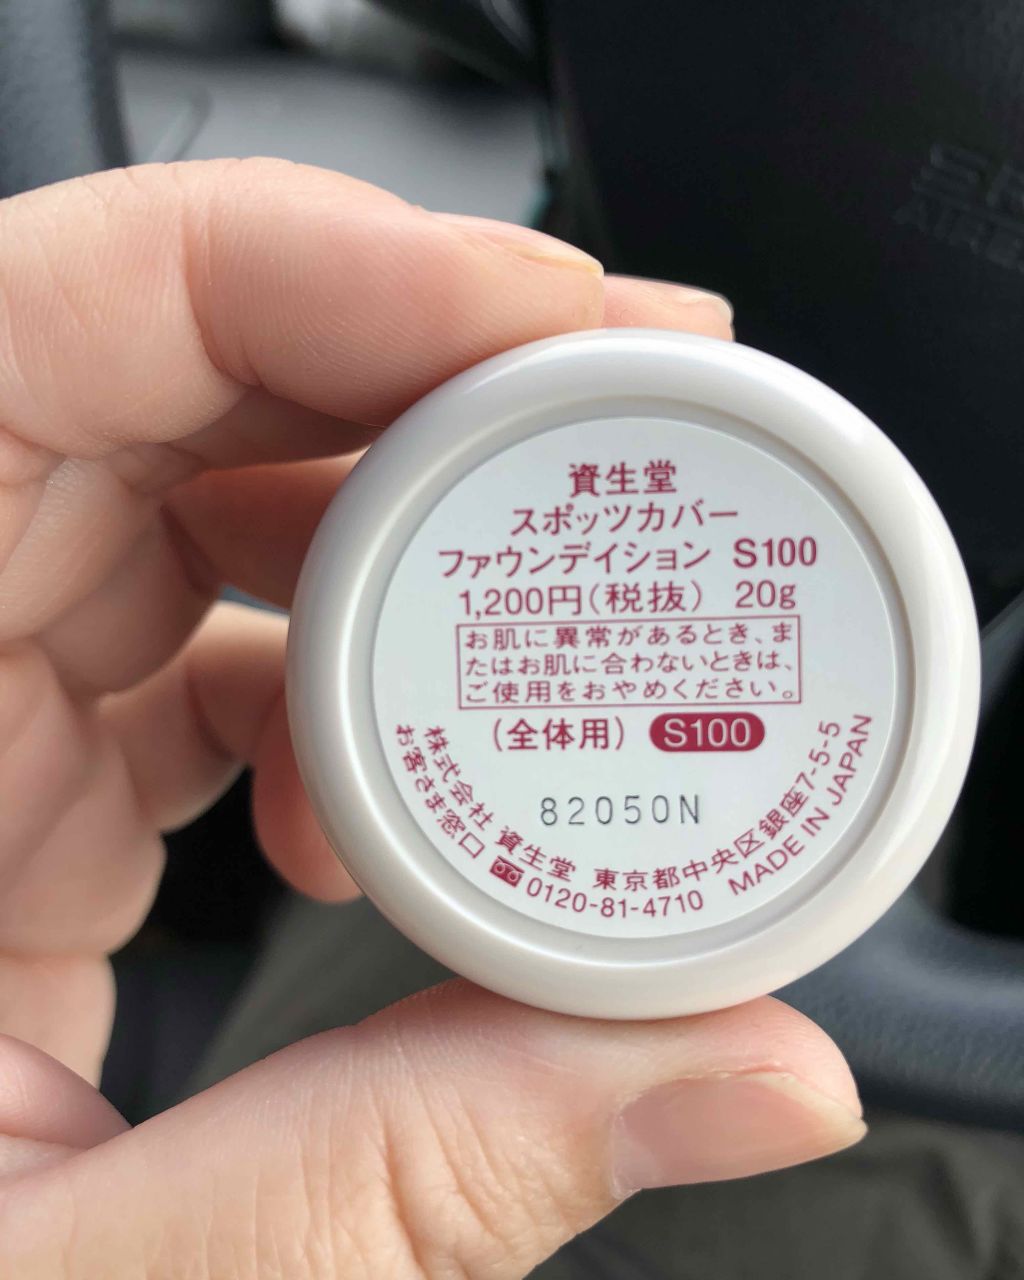 資生堂
スポッツカバー
ファウンデイション S100
1,200円(税抜) 20g
お肌に異常があるとき、ま
たはお肌に合わないときは、
ご使用をおやめください。
(全体用) S100
82050N
株式会社 資生堂 東京都中央区銀座7-5-5
お客さま窓口 0120-81-4710 MADE IN JAPAN